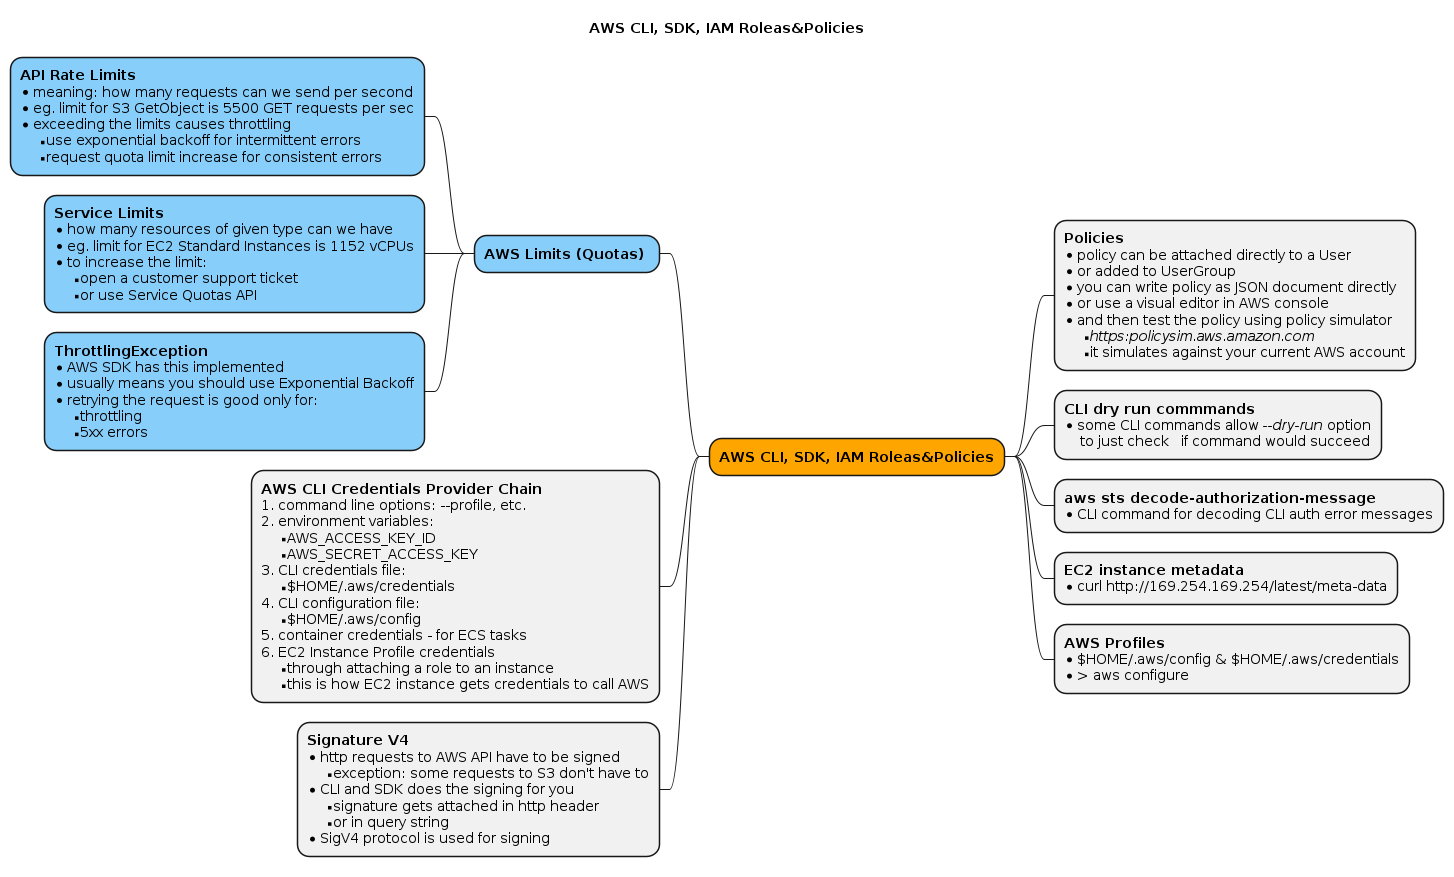 AWS CLI, SDK, IAM Roleas&Policies
API Rate Limits
• meaning: how many requests can we send per second
• eg. limit for S3 GetObject is 5500 GET requests per sec
• exceeding the limits causes throttling
▪ use exponential backoff for intermittent errors
▪ request quota limit increase for consistent errors
Service Limits
• how many resources of given type can we have
• eg. limit for EC2 Standard Instances is 1152 vCPUs
• to increase the limit:
▪ open a customer support ticket
▪ or use Service Quotas API
ThrottlingException
• AWS SDK has this implemented
• usually means you should use Exponential Backoff
• retrying the request is good only for:
▪ throttling
▪ 5xx errors
AWS Limits (Quotas)
AWS CLI Credentials Provider Chain
1. command line options: --profile, etc.
2. environment variables:
▪ AWS_ACCESS_KEY_ID
▪ AWS_SECRET_ACCESS_KEY
3. CLI credentials file:
▪ $HOME/.aws/credentials
4. CLI configuration file:
▪ $HOME/.aws/config
5. container credentials - for ECS tasks
6. EC2 Instance Profile credentials
▪ through attaching a role to an instance
▪ this is how EC2 instance gets credentials to call AWS
Signature V4
• http requests to AWS API have to be signed
▪ exception: some requests to S3 don't have to
• CLI and SDK does the signing for you
▪ signature gets attached in http header
▪ or in query string
• SigV4 protocol is used for signing
AWS CLI, SDK, IAM Roleas&Policies
Policies
• policy can be attached directly to a User
• or added to UserGroup
• you can write policy as JSON document directly
• or use a visual editor in AWS console
• and then test the policy using policy simulator
▪ https:policysim.aws.amazon.com
▪ it simulates against your current AWS account
CLI dry run commmands
• some CLI commands allow --dry-run option
to just check if command would succeed
aws sts decode-authorization-message
• CLI command for decoding CLI auth error messages
EC2 instance metadata
• curl http://169.254.169.254/latest/meta-data
AWS Profiles
• $HOME/.aws/config & $HOME/.aws/credentials
• > aws configure